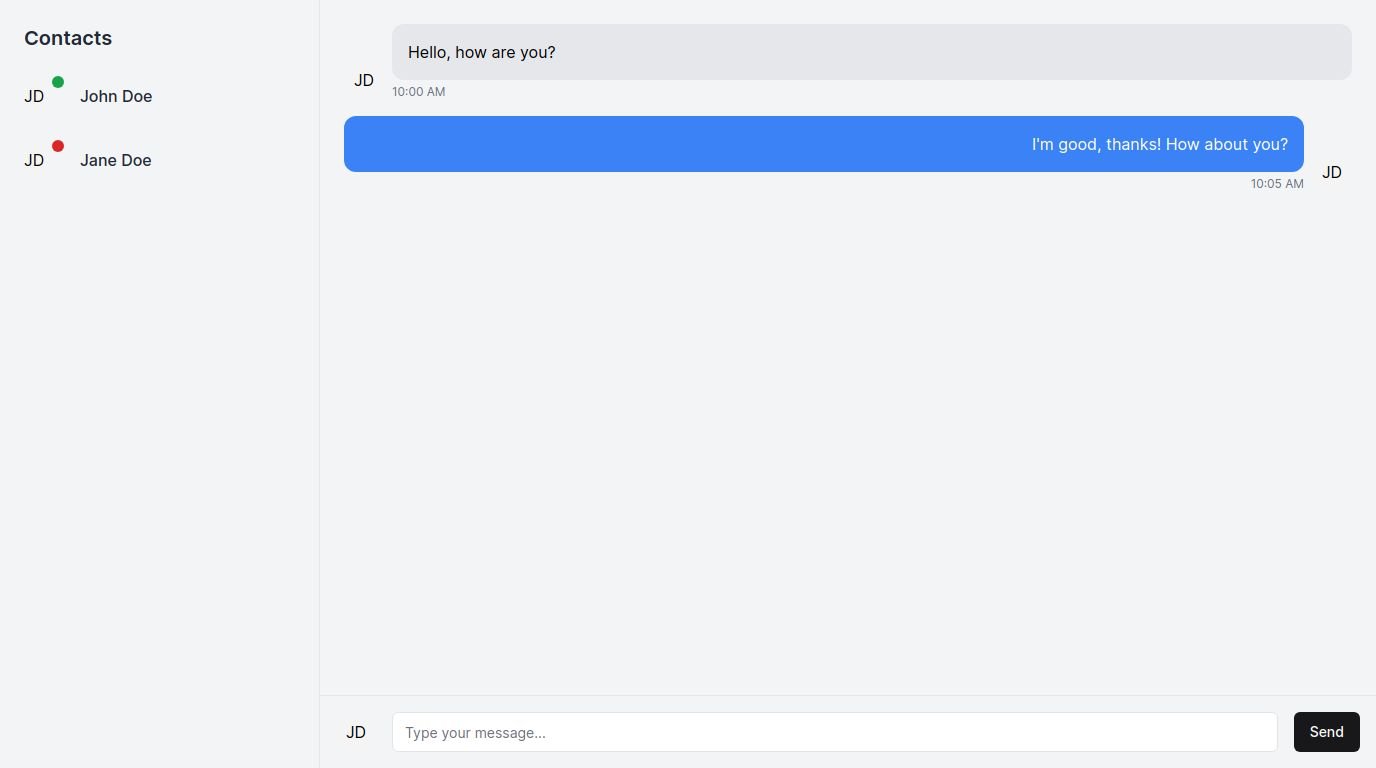 Contacts
JD John Doe
JD Jane Doe
Hello, how are you?
JD
10:00 AM
I'm good, thanks! How about you?
JD
10:05 AM
JD
Type your message...
Send